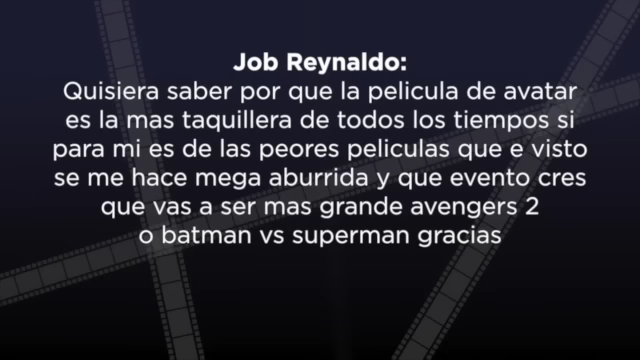 Job Reynaldo:
Quisiera saber por que la pelicula de avatar
es la mas taquillera de todos los tiempos si
para mi es de las peores peliculas que e visto
se me hace mega aburrida y que evento cres
que vas a ser mas grande avengers 2
o batman vs superman gracias